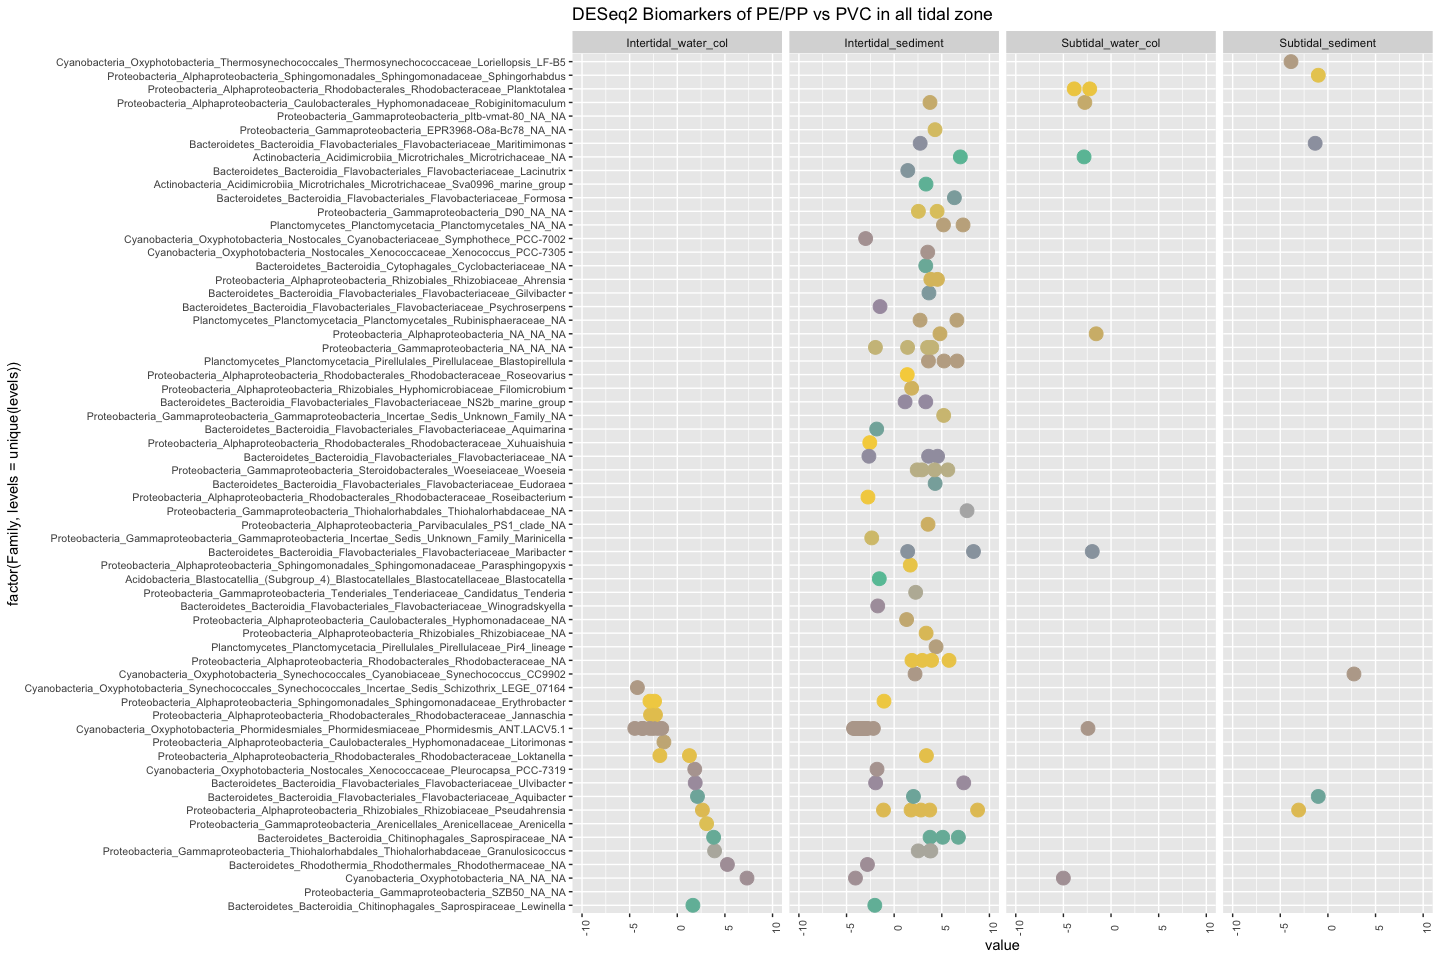 DESeq2 Biomarkers of PE/PP vs PVC in all tidal zone
Intertidal_water_col
Intertidal_sediment
Subtidal_water_col
Subtidal_sediment
factor(Family, levels = unique(levels))
Cyanobacteria_Oxyphotobacteria_Thermosynechococcales_Thermosynechococcaceae_Loriellopsis_LF-B5
Proteobacteria_Alphaproteobacteria_Sphingomonadales_Sphingomonadaceae_Sphingorhabdus
Proteobacteria_Alphaproteobacteria_Rhodobacterales_Rhodobacteraceae_Planktotalea
Proteobacteria_Alphaproteobacteria_Caulobacterales_Hyphomonadaceae_Robiginitomaculum
Proteobacteria_Gammaproteobacteria_pltb-vmat-80_NA_NA
Proteobacteria_Gammaproteobacteria_EPR3968-O8a-Bc78_NA_NA
Bacteroidetes_Bacteroidia_Flavobacteriales_Flavobacteriaceae_Maritimimonas
Actinobacteria_Acidimicrobiia_Microtrichales_Microtrichaceae_NA
Bacteroidetes_Bacteroidia_Flavobacteriales_Flavobacteriaceae_Lacinutrix
Actinobacteria_Acidimicrobiia_Microtrichales_Microtrichaceae_Sva0996_marine_group
Bacteroidetes_Bacteroidia_Flavobacteriales_Flavobacteriaceae_Formosa
Proteobacteria_Gammaproteobacteria_D90_NA_NA
Planctomycetes_Planctomycetacia_Planctomycetales_NA_NA
Cyanobacteria_Oxyphotobacteria_Nostocales_Cyanobacteriaceae_Symphothece_PCC-7002
Cyanobacteria_Oxyphotobacteria_Nostocales_Xenococcaceae_Xenococcus_PCC-7305
Bacteroidetes_Bacteroidia_Cytophagales_Cyclobacteriaceae_NA
Proteobacteria_Alphaproteobacteria_Rhizobiales_Rhizobiaceae_Ahrensia
Bacteroidetes_Bacteroidia_Flavobacteriales_Flavobacteriaceae_Gilvibacter
Bacteroidetes_Bacteroidia_Flavobacteriales_Flavobacteriaceae_Psychroserpens
Planctomycetes_Planctomycetacia_Planctomycetales_Rubinisphaeraceae_NA
Proteobacteria_Alphaproteobacteria_NA_NA_NA
Proteobacteria_Gammaproteobacteria_NA_NA_NA
Planctomycetes_Planctomycetacia_Pirellulales_Pirellulaceae_Blastopirellula
Proteobacteria_Alphaproteobacteria_Rhodobacterales_Rhodobacteraceae_Roseovarius
Proteobacteria_Alphaproteobacteria_Rhizobiales_Hyphomicrobiaceae_Filomicrobium
Bacteroidetes_Bacteroidia_Flavobacteriales_Flavobacteriaceae_NS2b_marine_group
Proteobacteria_Gammaproteobacteria_Gammaproteobacteria_Incertae_Sedis_Unknown_Family_NA
Bacteroidetes_Bacteroidia_Flavobacteriales_Flavobacteriaceae_Aquimarina
Proteobacteria_Alphaproteobacteria_Rhodobacterales_Rhodobacteraceae_Xuhuaishuia
Bacteroidetes_Bacteroidia_Flavobacteriales_Flavobacteriaceae_NA
Proteobacteria_Gammaproteobacteria_Steroidobacterales_Woeseiaceae_Woeseia
Bacteroidetes_Bacteroidia_Flavobacteriales_Flavobacteriaceae_Eudoraea
Proteobacteria_Alphaproteobacteria_Rhodobacterales_Rhodobacteraceae_Roseibacterium
Proteobacteria_Gammaproteobacteria_Thiohalorhabdales_Thiohalorhabdaceae_NA
Proteobacteria_Alphaproteobacteria_Parvibaculales_PS1_clade_NA
Proteobacteria_Gammaproteobacteria_Gammaproteobacteria_Incertae_Sedis_Unknown_Family_Marinicella
Bacteroidetes_Bacteroidia_Flavobacteriales_Flavobacteriaceae_Maribacter
Proteobacteria_Alphaproteobacteria_Sphingomonadales_Sphingomonadaceae_Parasphingopyxis
Acidobacteria_Blastocatellia_(Subgroup_4)_Blastocatellales_Blastocatellaceae_Blastocatella
Proteobacteria_Gammaproteobacteria_Tenderiales_Tenderiaceae_Candidatus_Tenderia
Bacteroidetes_Bacteroidia_Flavobacteriales_Flavobacteriaceae_Winogradskyella
Proteobacteria_Alphaproteobacteria_Caulobacterales_Hyphomonadaceae_NA
Proteobacteria_Alphaproteobacteria_Rhizobiales_Rhizobiaceae_NA
Planctomycetes_Planctomycetacia_Pirellulales_Pirellulaceae_Pir4_lineage
Proteobacteria_Alphaproteobacteria_Rhodobacterales_Rhodobacteraceae_NA
Cyanobacteria_Oxyphotobacteria_Synechococcales_Cyanobiaceae_Synechococcus_CC9902
Cyanobacteria_Oxyphotobacteria_Synechococcales_Synechococcales_Incertae_Sedis_Schizothrix_LEGE_07164
Proteobacteria_Alphaproteobacteria_Sphingomonadales_Sphingomonadaceae_Erythrobacter
Proteobacteria_Alphaproteobacteria_Rhodobacterales_Rhodobacteraceae_Jannaschia
Cyanobacteria_Oxyphotobacteria_Phormidesmiales_Phormidesmiaceae_Phormidesmis_ANT.LACV5.1
Proteobacteria_Alphaproteobacteria_Caulobacterales_Hyphomonadaceae_Litorimonas
Proteobacteria_Alphaproteobacteria_Rhodobacterales_Rhodobacteraceae_Loktanella
Cyanobacteria_Oxyphotobacteria_Nostocales_Xenococcaceae_Pleurocapsa_PCC-7319
Bacteroidetes_Bacteroidia_Flavobacteriales_Flavobacteriaceae_Ulvibacter
Bacteroidetes_Bacteroidia_Flavobacteriales_Flavobacteriaceae_Aquibacter
Proteobacteria_Alphaproteobacteria_Rhizobiales_Rhizobiaceae_Pseudahrensia
Proteobacteria_Gammaproteobacteria_Arenicellales_Arenicellaceae_Arenicella
Bacteroidetes_Bacteroidia_Chitinophagales_Saprospiraceae_NA
Proteobacteria_Gammaproteobacteria_Thiohalorhabdales_Thiohalorhabdaceae_Granulosicoccus
Bacteroidetes_Rhodothermia_Rhodothermales_Rhodothermaceae_NA
Cyanobacteria_Oxyphotobacteria_NA_NA_NA
Proteobacteria_Gammaproteobacteria_SZB50_NA_NA
Bacteroidetes_Bacteroidia_Chitinophagales_Saprospiraceae_Lewinella
-10 -5 0 5 10
-10 -5 0 5 10
-10 -5 0 5 10
-10 -5 0 5 10
value